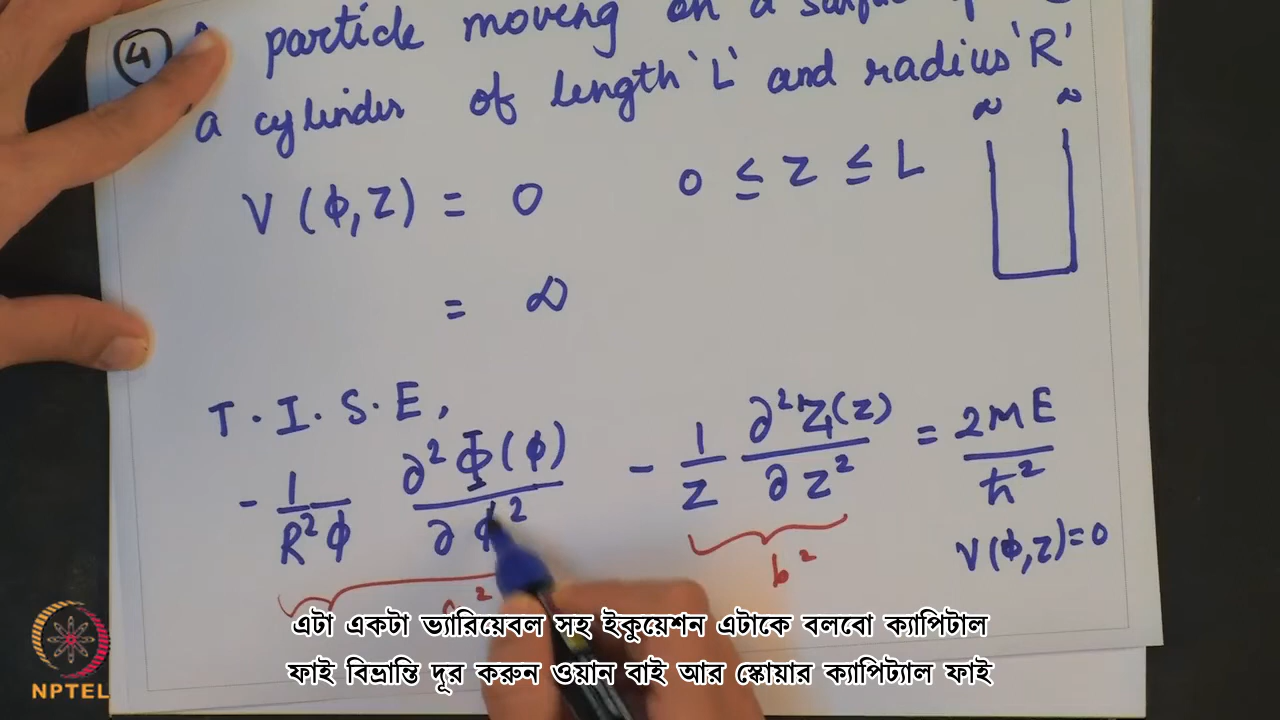 ④ particle moving on a
a cylinder of length 'L' and radius 'R'
V (ϕ,Z) = 0 0 ≤ Z ≤ L
∞ ∞
= ∞
T.I.S.E,
- 1/R²ϕ ∂²Φ(ϕ)/∂ϕ² - 1/Z ∂²Z(z)/∂z² = 2ME/ħ²
b² V(ϕ,Z)=0
এটা একটা ভ্যারিয়েবল সহ ইকুয়েশন এটাকে বলবো ক্যাপিটাল
ফাই বিভ্রান্তি দূর করুন ওয়ান বাই আর স্কোয়ার ক্যাপিট্যাল ফাই
NPTEL